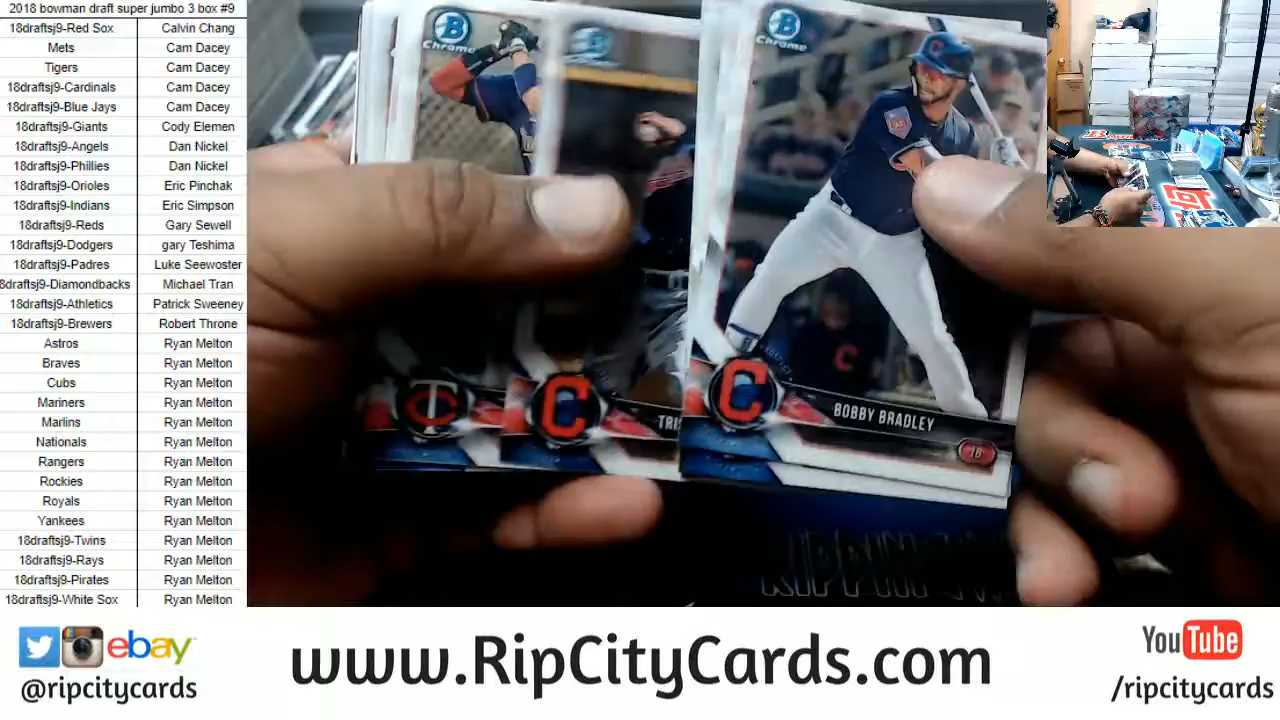 2018 bowman draft super jumbo 3 box #9
18draftsj9-Red Sox Calvin Chang
Mets Cam Dacey
Tigers Cam Dacey
18draftsj9-Cardinals Cam Dacey
18draftsj9-Blue Jays Cam Dacey
18draftsj9-Giants Cody Elemen
18draftsj9-Angels Dan Nickel
18draftsj9-Phillies Dan Nickel
18draftsj9-Orioles Eric Pinchak
18draftsj9-Indians Eric Simpson
18draftsj9-Reds Gary Sewell
18draftsj9-Dodgers gary Teshima
18draftsj9-Padres Luke Seewoster
8draftsj9-Diamondbacks Michael Tran
18draftsj9-Athletics Patrick Sweeney
18draftsj9-Brewers Robert Throne
Astros Ryan Melton
Braves Ryan Melton
Cubs Ryan Melton
Mariners Ryan Melton
Marlins Ryan Melton
Nationals Ryan Melton
Rangers Ryan Melton
Rockies Ryan Melton
Royals Ryan Melton
Yankees Ryan Melton
18draftsj9-Twins Ryan Melton
18draftsj9-Rays Ryan Melton
18draftsj9-Pirates Ryan Melton
18draftsj9-White Sox Ryan Melton
B Chrome
Chrome
B Chrome
C
C
TC
C
TRIS
C
BOBBY BRADLEY
18
RIPPIN
ebay
@ripcitycards
www.RipCityCards.com
YouTube
/ripcitycards